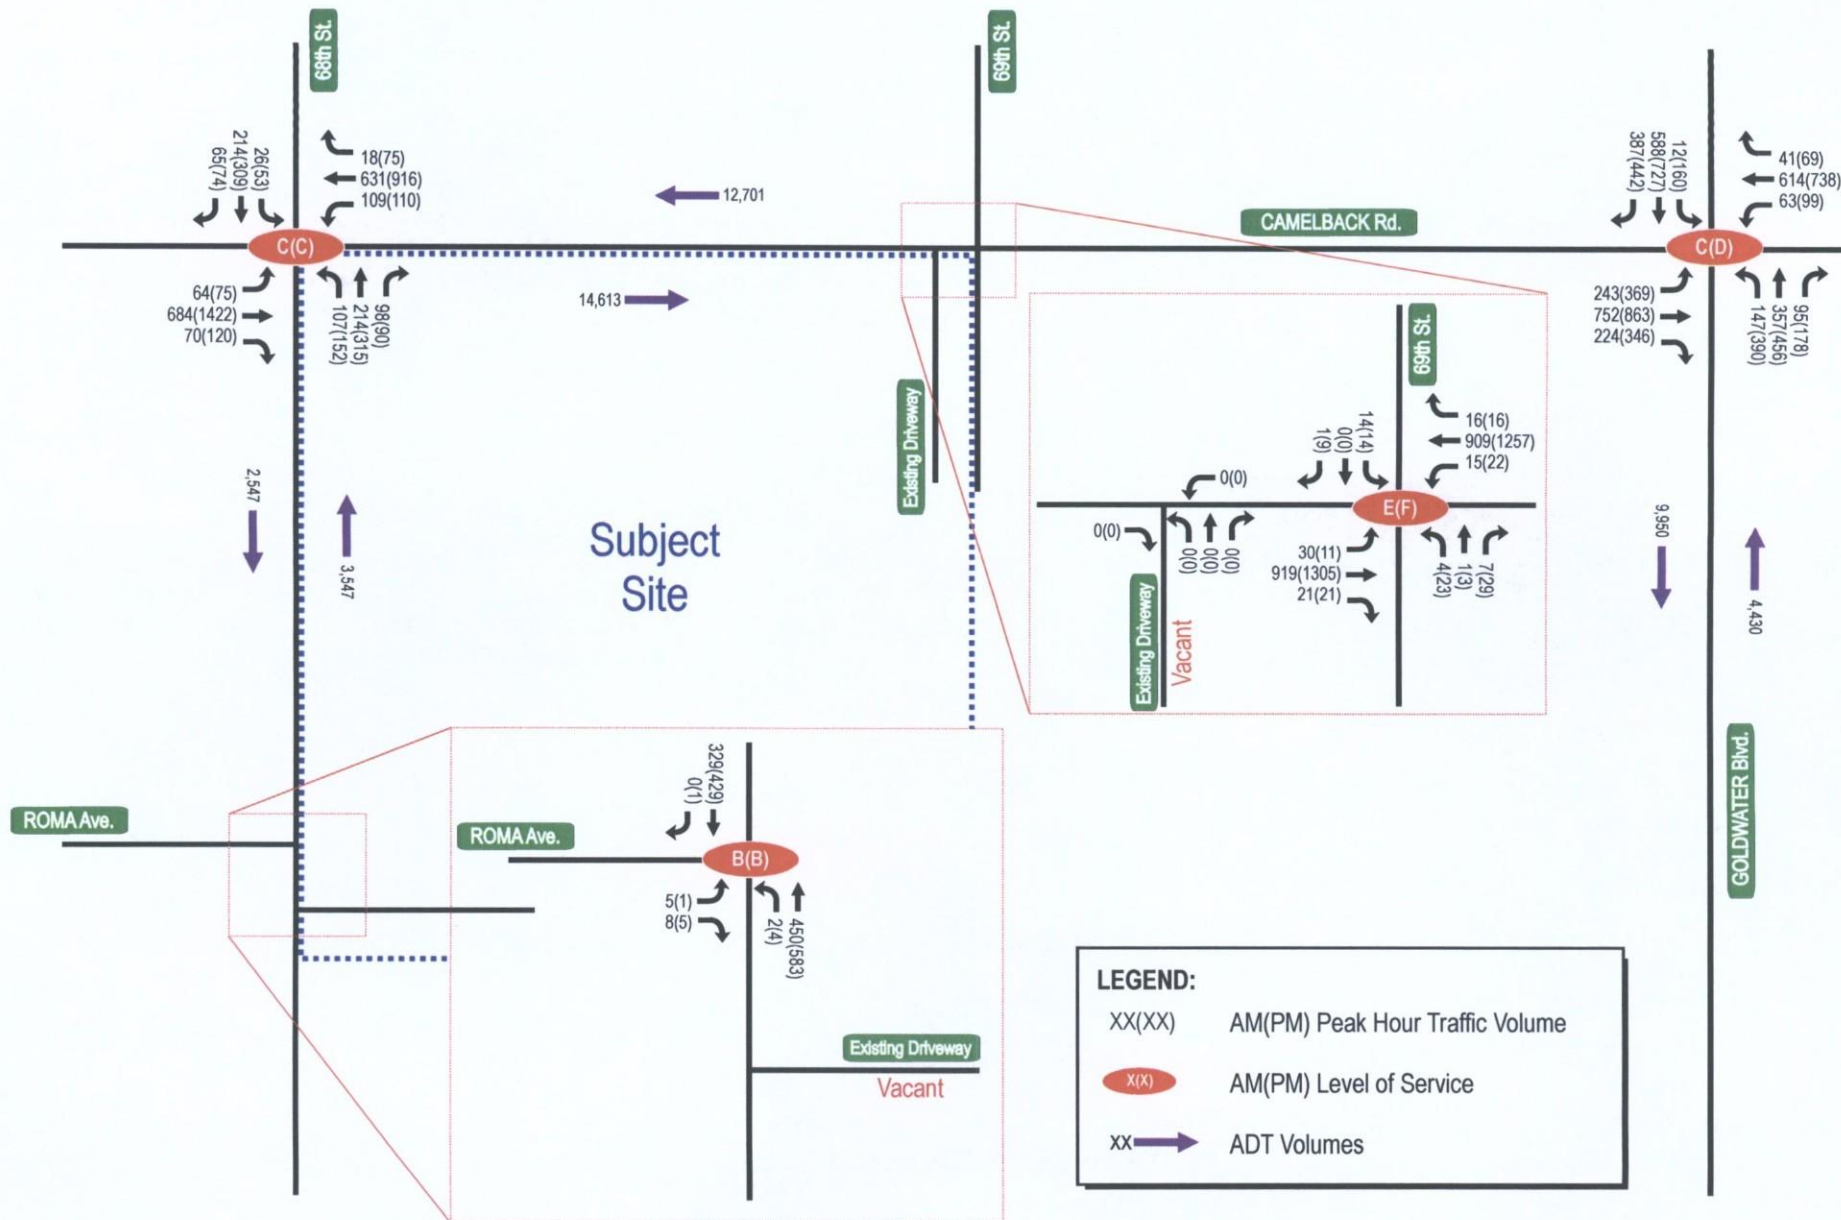 68th St.
69th St.
26(53)
214(309)
65(74)
18(75)
631(916)
109(110)
C(C)
64(75)
684(1422)
70(120)
107(152)
214(315)
98(90)
12,701
14,613
CAMELBACK Rd.
12(160)
588(727)
387(442)
41(69)
614(738)
63(99)
C(D)
243(369)
752(863)
224(346)
147(390)
357(456)
95(178)
Existing Driveway
69th St.
14(14)
0(0)
1(9)
16(16)
909(1257)
15(22)
E(F)
0(0)
0(0)
0(0)
0(0)
0(0)
30(11)
919(1305)
21(21)
4(23)
1(3)
7(29)
Existing Driveway
Vacant
2,547
3,547
Subject
Site
9,950
4,430
GOLDWATER Blvd.
ROMA Ave.
ROMA Ave.
329(429)
0(1)
B(B)
5(1)
8(5)
2(4)
450(583)
Existing Driveway
Vacant
LEGEND:
XX(XX) AM(PM) Peak Hour Traffic Volume
X(X) AM(PM) Level of Service
XX ADT Volumes